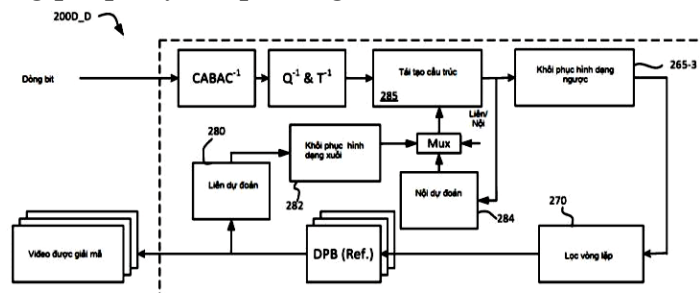 200D_D
Dòng bit
CABAC⁻¹
Q⁻¹ & T⁻¹
Tái tạo cấu trúc
285
Khôi phục hình dạng
ngược
265-3
Liên/
Nội
280
Khôi phục hình
dạng xuôi
282
Mux
Liên dự đoán
Nội dự đoán
284
270
Video được giải mã
DPB (Ref.)
Lọc vòng lặp